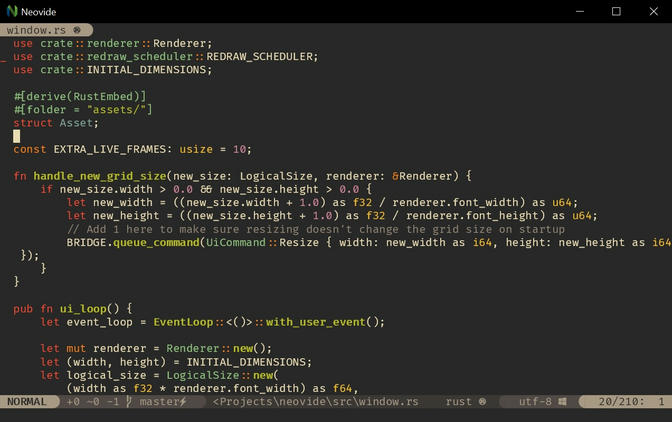 Neovide
window.rs
use crate::renderer::Renderer;
use crate::redraw_scheduler::REDRAW_SCHEDULER;
use crate::INITIAL_DIMENSIONS;
#[derive(RustEmbed)]
#[folder = "assets/"]
struct Asset;
const EXTRA_LIVE_FRAMES: usize = 10;
fn handle_new_grid_size(new_size: LogicalSize, renderer: &Renderer) {
if new_size.width > 0.0 && new_size.height > 0.0 {
let new_width = ((new_size.width + 1.0) as f32 / renderer.font_width) as u64;
let new_height = ((new_size.height + 1.0) as f32 / renderer.font_height) as u64;
// Add 1 here to make sure resizing doesn't change the grid size on startup
BRIDGE.queue_command(UiCommand::Resize { width: new_width as i64, height: new_height as i64
});
}
}
pub fn ui_loop() {
let event_loop = EventLoop::<()>::with_user_event();
let mut renderer = Renderer::new();
let (width, height) = INITIAL_DIMENSIONS;
let logical_size = LogicalSize::new(
(width as f32 * renderer.font_width) as f64,
NORMAL +0 ~0 -1 master⚡ <Projects\neovide\src\window.rs rust utf-8 20/210: 1